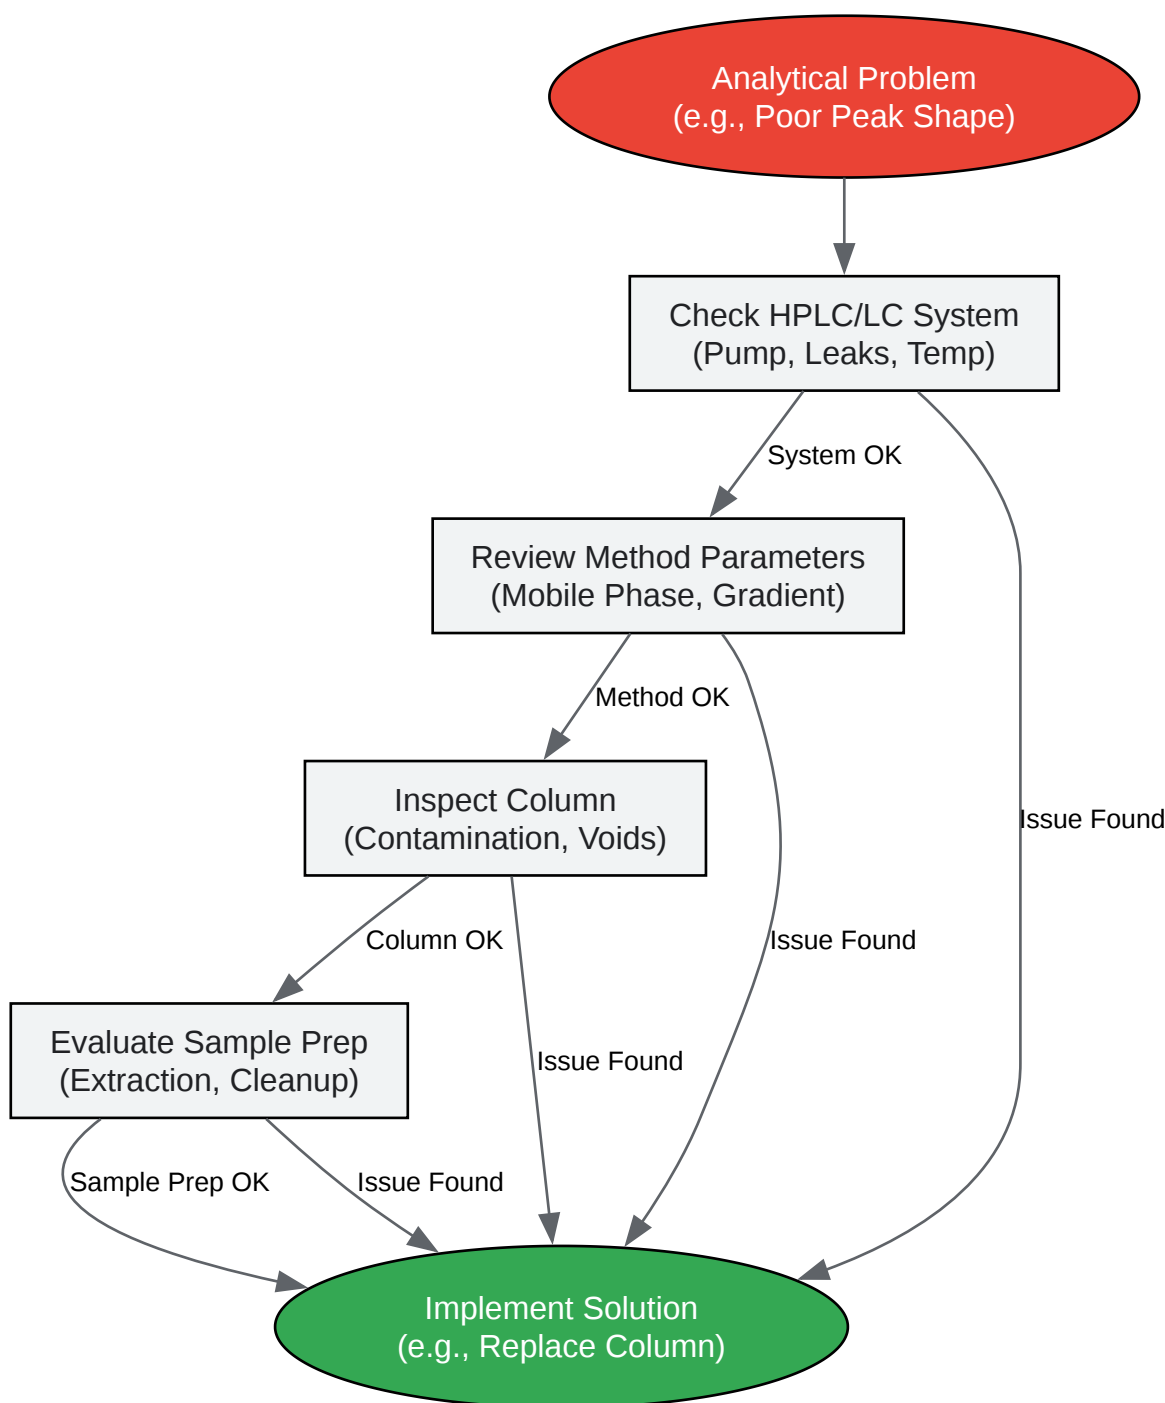 Analytical Problem
(e.g., Poor Peak Shape)
Check HPLC/LC System
(Pump, Leaks, Temp)
System OK
Review Method Parameters
(Mobile Phase, Gradient)
Method OK
Inspect Column
(Contamination, Voids)
Issue Found
Column OK
Issue Found
Evaluate Sample Prep
(Extraction, Cleanup)
Issue Found
Sample Prep OK
Issue Found
Implement Solution
(e.g., Replace Column)